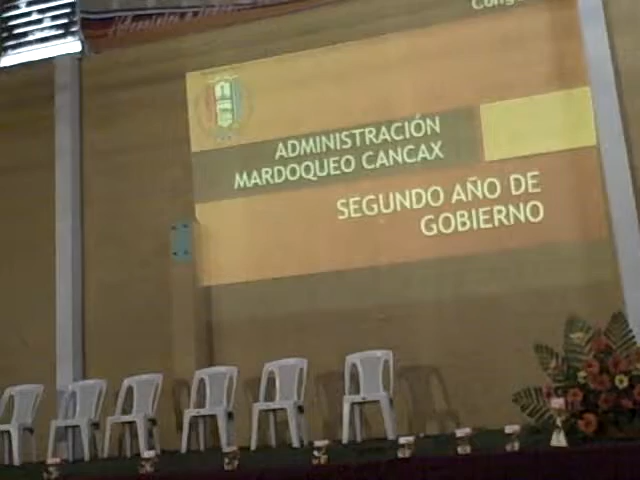 ADMINISTRACIÓN
MARDOQUEO CANCAX
SEGUNDO AÑO DE
GOBIERNO